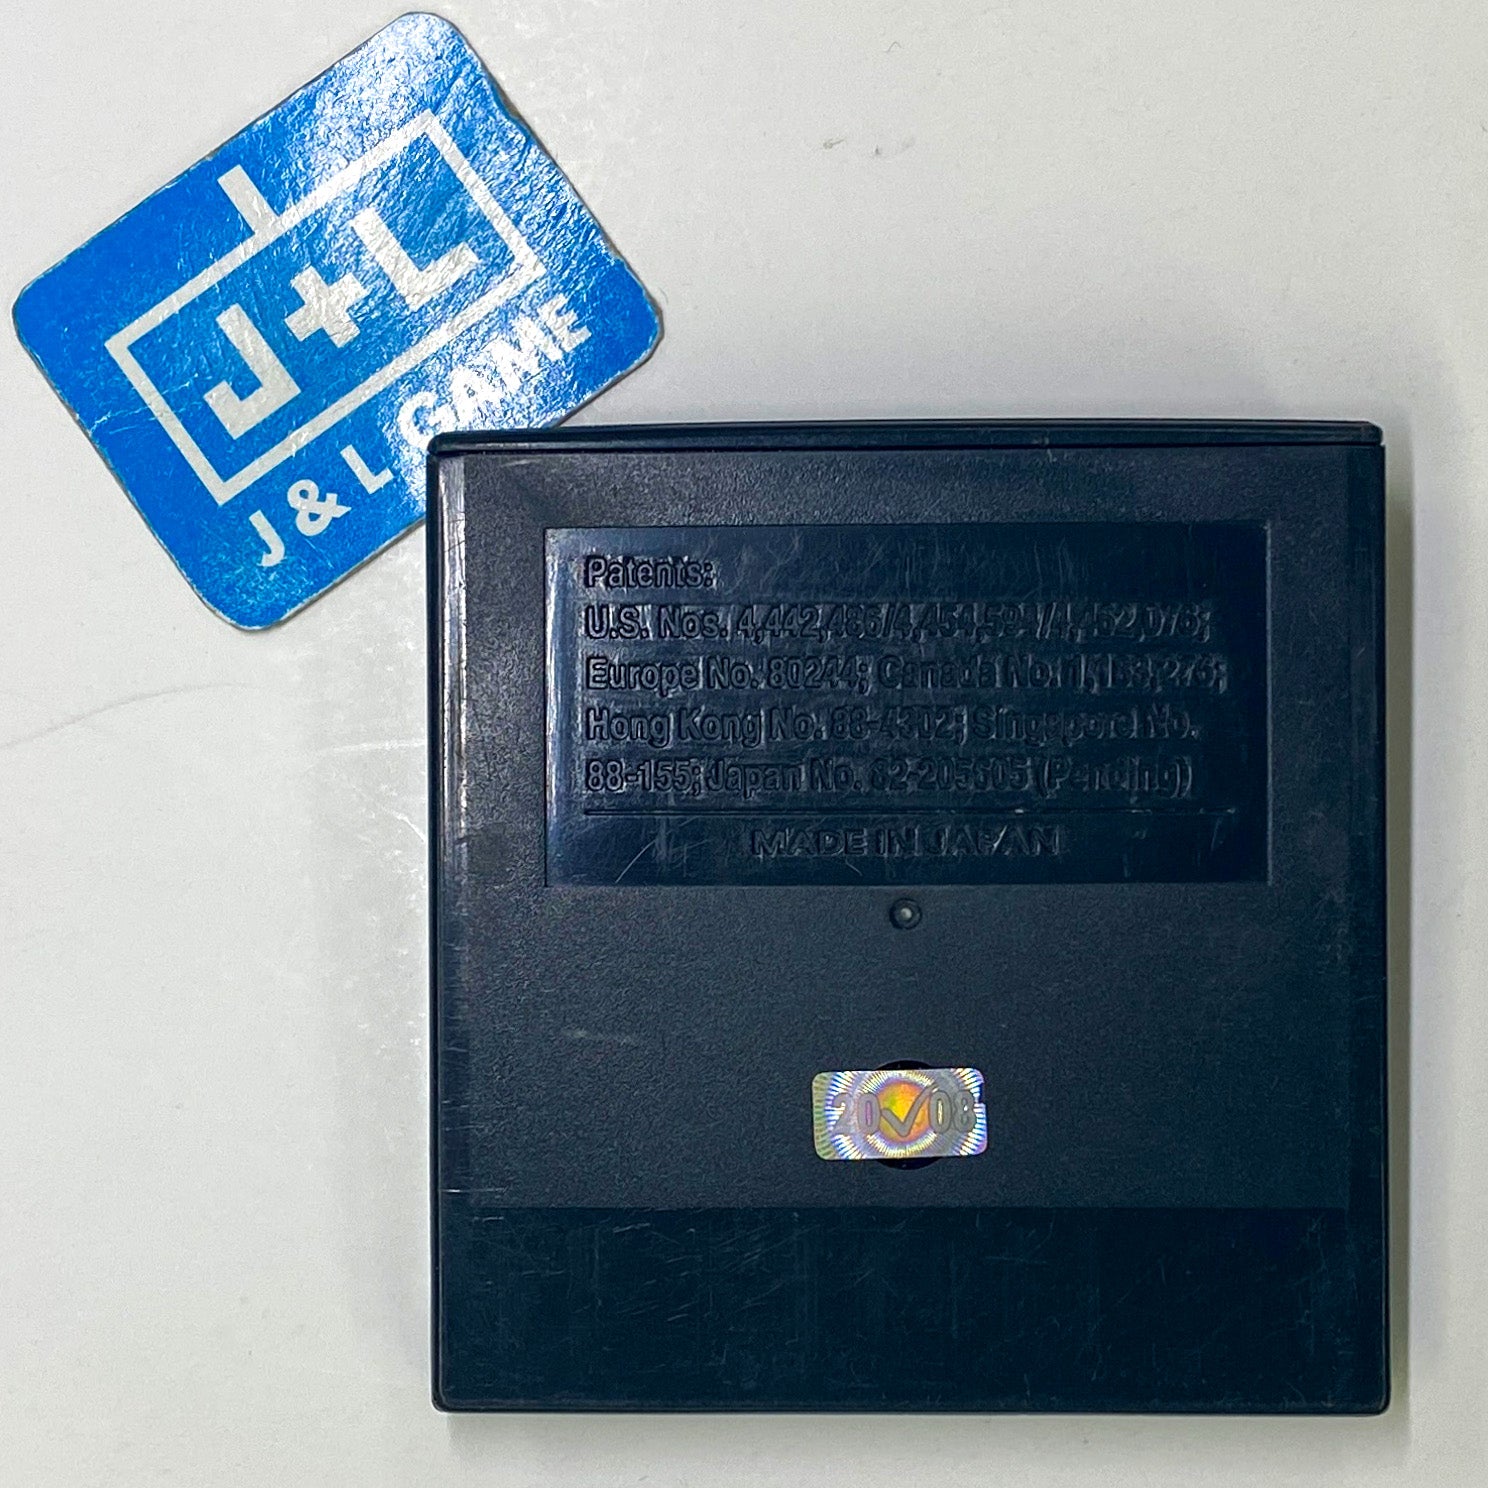 J+L
J & L GAME
Patents:
U.S. Nos. 4,442,486/4,454,594/4,462,076;
Europe No. 80244; Canada No. 1,183,276;
Hong Kong No. 88-4302; Singapore No.
88-155; Japan No. 82-205605 (Pending)
MADE IN JAPAN
20✓08